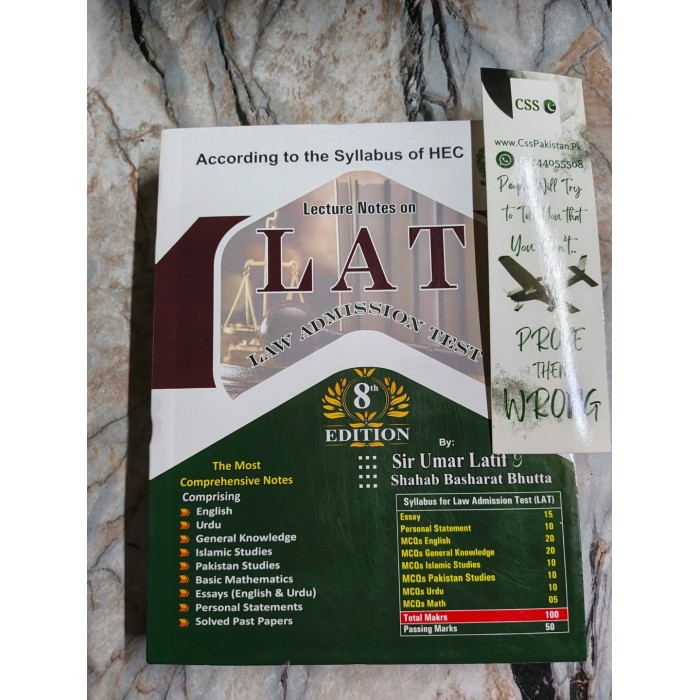 According to the Syllabus of HEC
Lecture Notes on
LAT
LAW ADMISSION TEST
8th
EDITION
By:
Sir Umar Latif &
Shahab Basharat Bhutta
The Most
Comprehensive Notes
Comprising
English
Urdu
General Knowledge
Islamic Studies
Pakistan Studies
Basic Mathematics
Essays (English & Urdu)
Personal Statements
Solved Past Papers
Syllabus for Law Admission Test (LAT)
Essay 15
Personal Statement 10
MCQs English 20
MCQs General Knowledge 20
MCQs Islamic Studies 10
MCQs Pakistan Studies 10
MCQs Urdu 10
MCQs Math 05
Total Makrs 100
Passing Marks 50
CSS
www.CssPakistan.Pk
People Will Try
to Tell You that
You Can't..
PROVE
THEM
WRONG